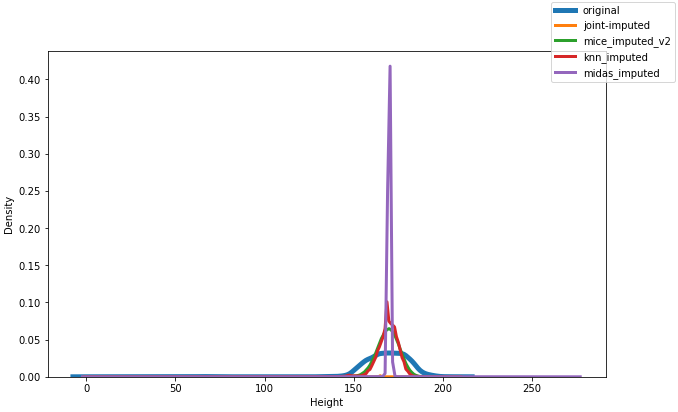 original
joint-imputed
mice_imputed_v2
knn_imputed
midas_imputed
0.40
0.35
0.30
0.25
0.20
0.15
0.10
0.05
0.00
Density
0 50 100 150 200 250
Height